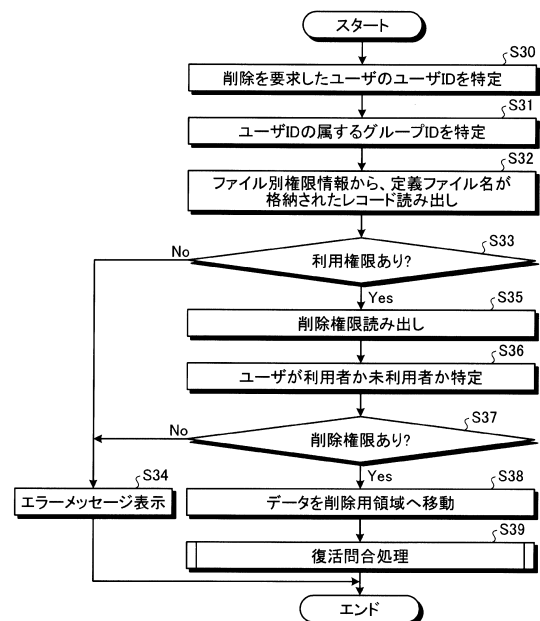 スタート
S30
削除を要求したユーザのユーザIDを特定
S31
ユーザIDの属するグループIDを特定
S32
ファイル別権限情報から、定義ファイル名が
格納されたレコード読み出し
S33
利用権限あり?
No
Yes
S35
削除権限読み出し
S36
ユーザが利用者か未利用者か特定
S37
削除権限あり?
No
Yes
S34
エラーメッセージ表示
S38
データを削除用領域へ移動
S39
復活問合処理
エンド